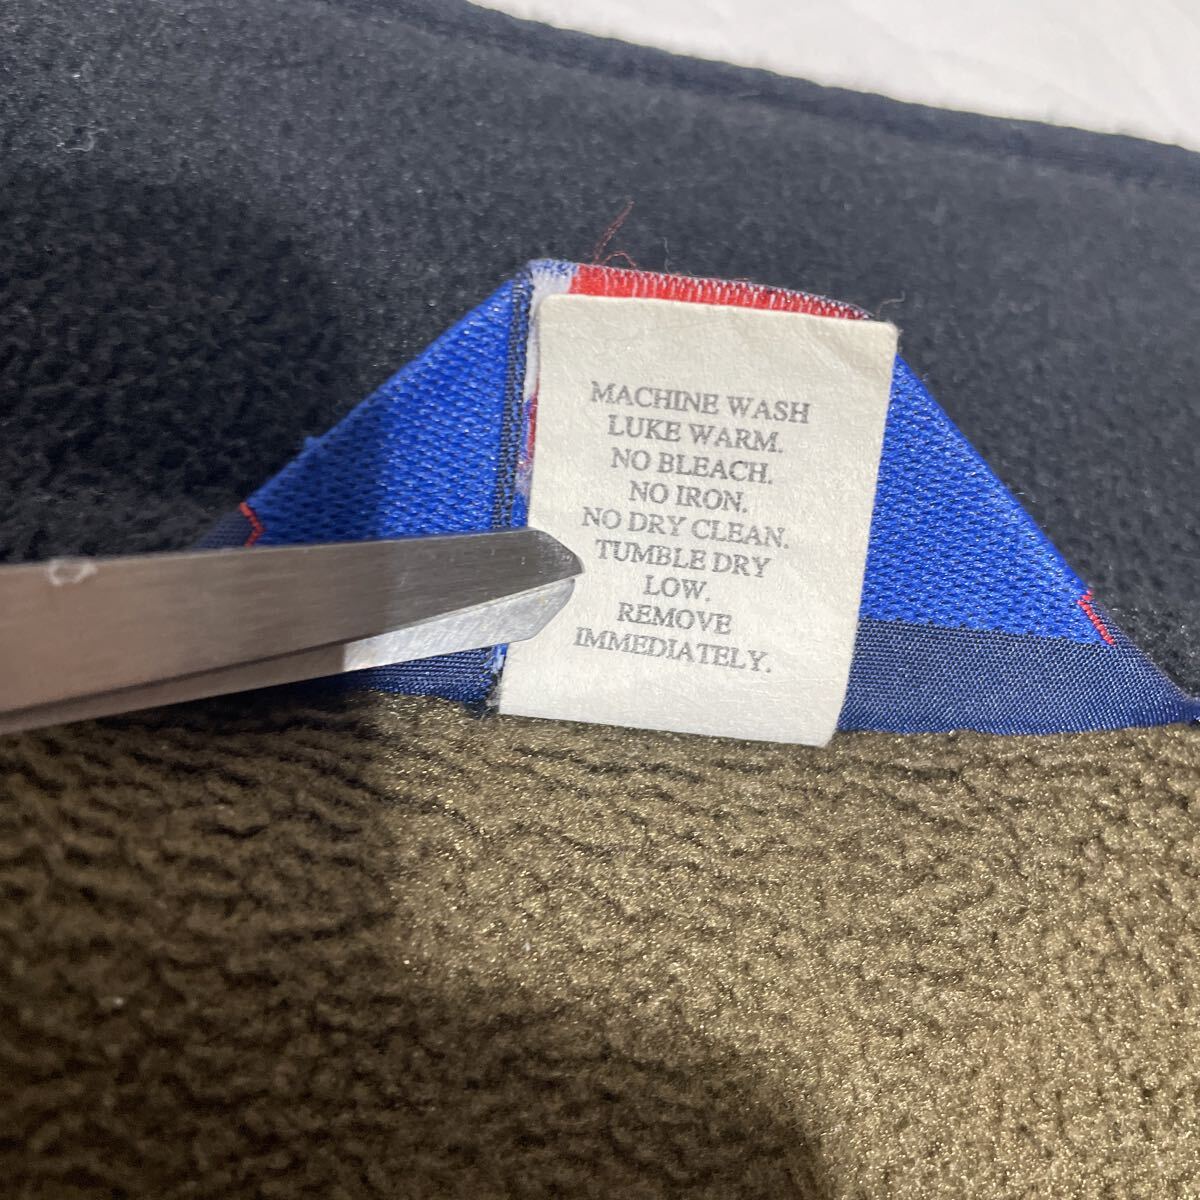 MACHINE WASH
LUKE WARM.
NO BLEACH.
NO IRON.
NO DRY CLEAN.
TUMBLE DRY
LOW.
REMOVE
IMMEDIATELY.